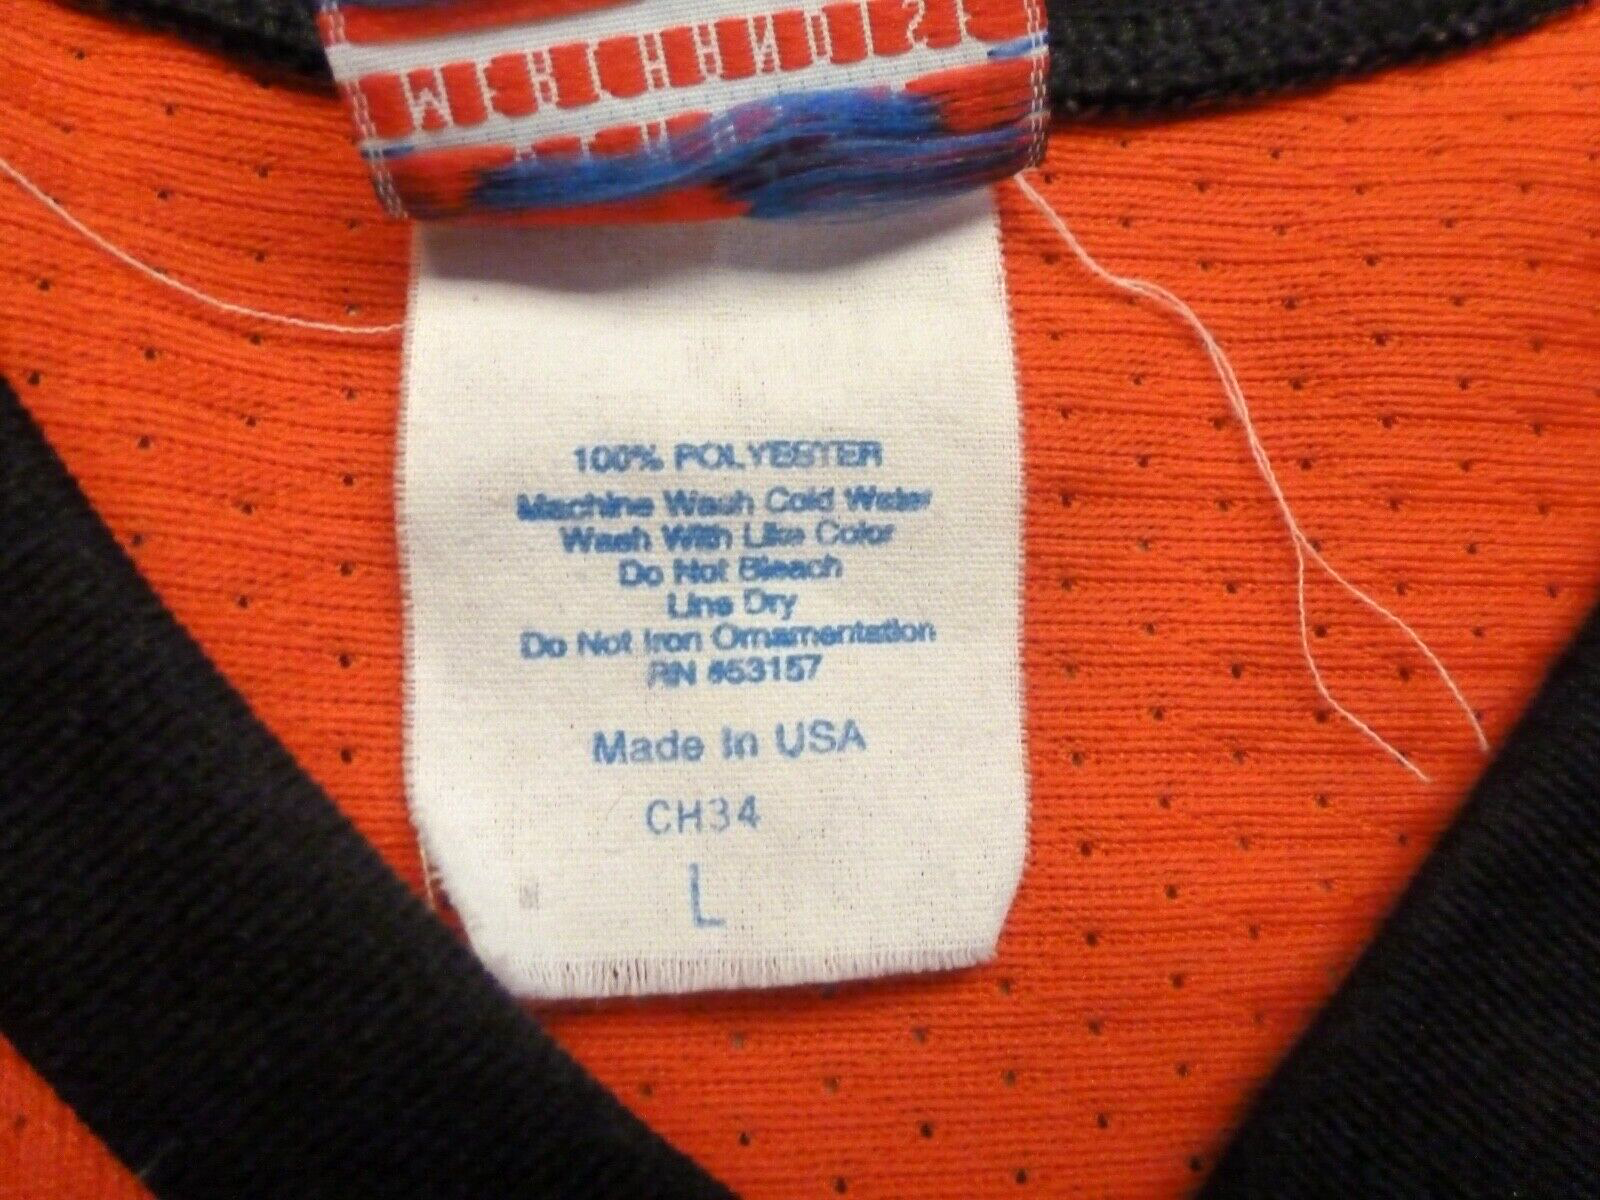 100% POLYESTER
Machine Wash Cold Water
Wash With Like Color
Do Not Bleach
Line Dry
Do Not Iron Ornamentation
RN #53157
Made In USA
CH34
L